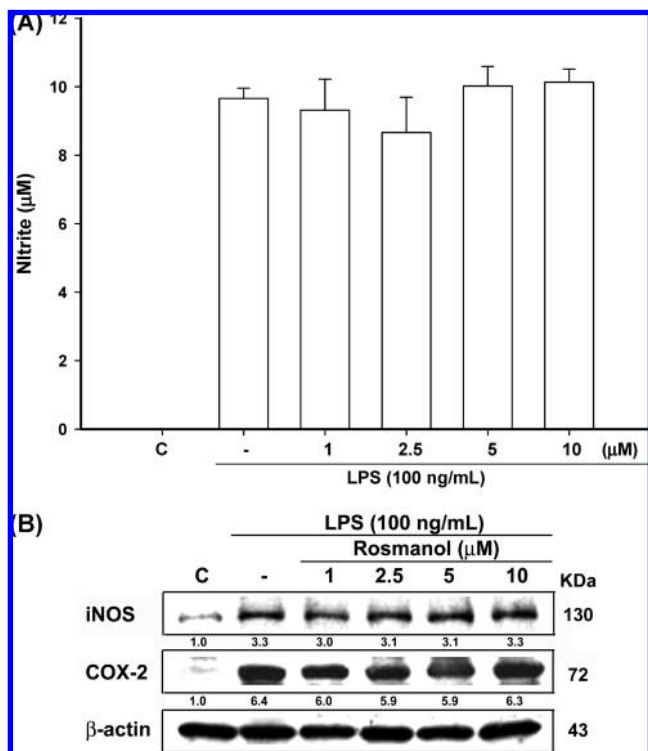 (A)
12
10
8
6
4
2
0
Nitrite (μM)
C - 1 2.5 5 10 (μM)
LPS (100 ng/mL)
(B)
LPS (100 ng/mL)
Rosmanol (μM)
C - 1 2.5 5 10 KDa
iNOS 130
1.0 3.3 3.0 3.1 3.1 3.3
COX-2 72
1.0 6.4 6.0 5.9 5.9 6.3
β-actin 43